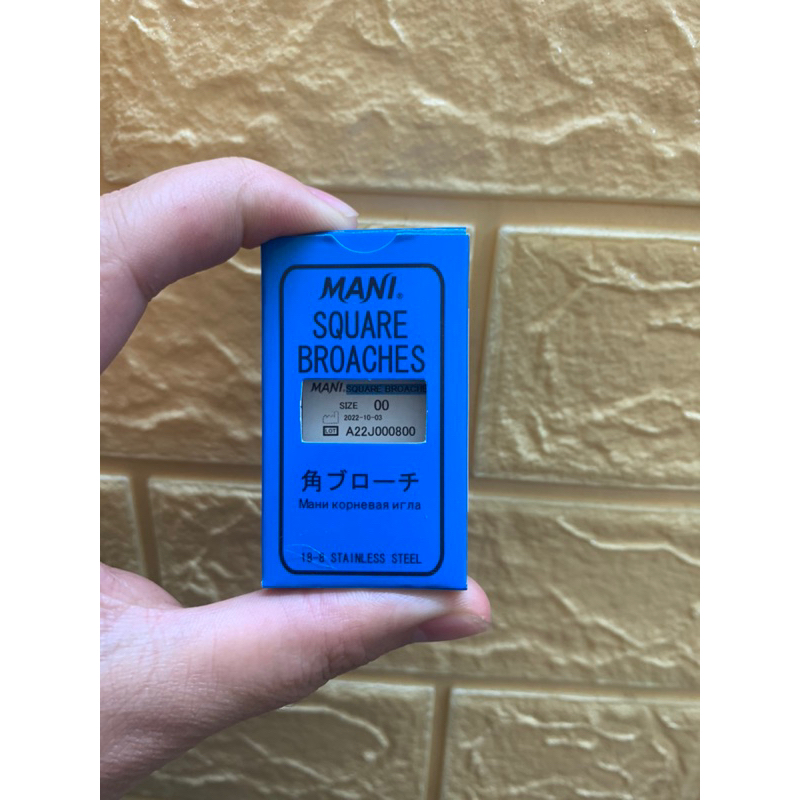 MANI®
SQUARE
BROACHES
MANI. SQUARE BROACHE
SIZE 00
2022-10-03
LOT A22J000800
角ブローチ
Мани корневая игла
18-8 STAINLESS STEEL